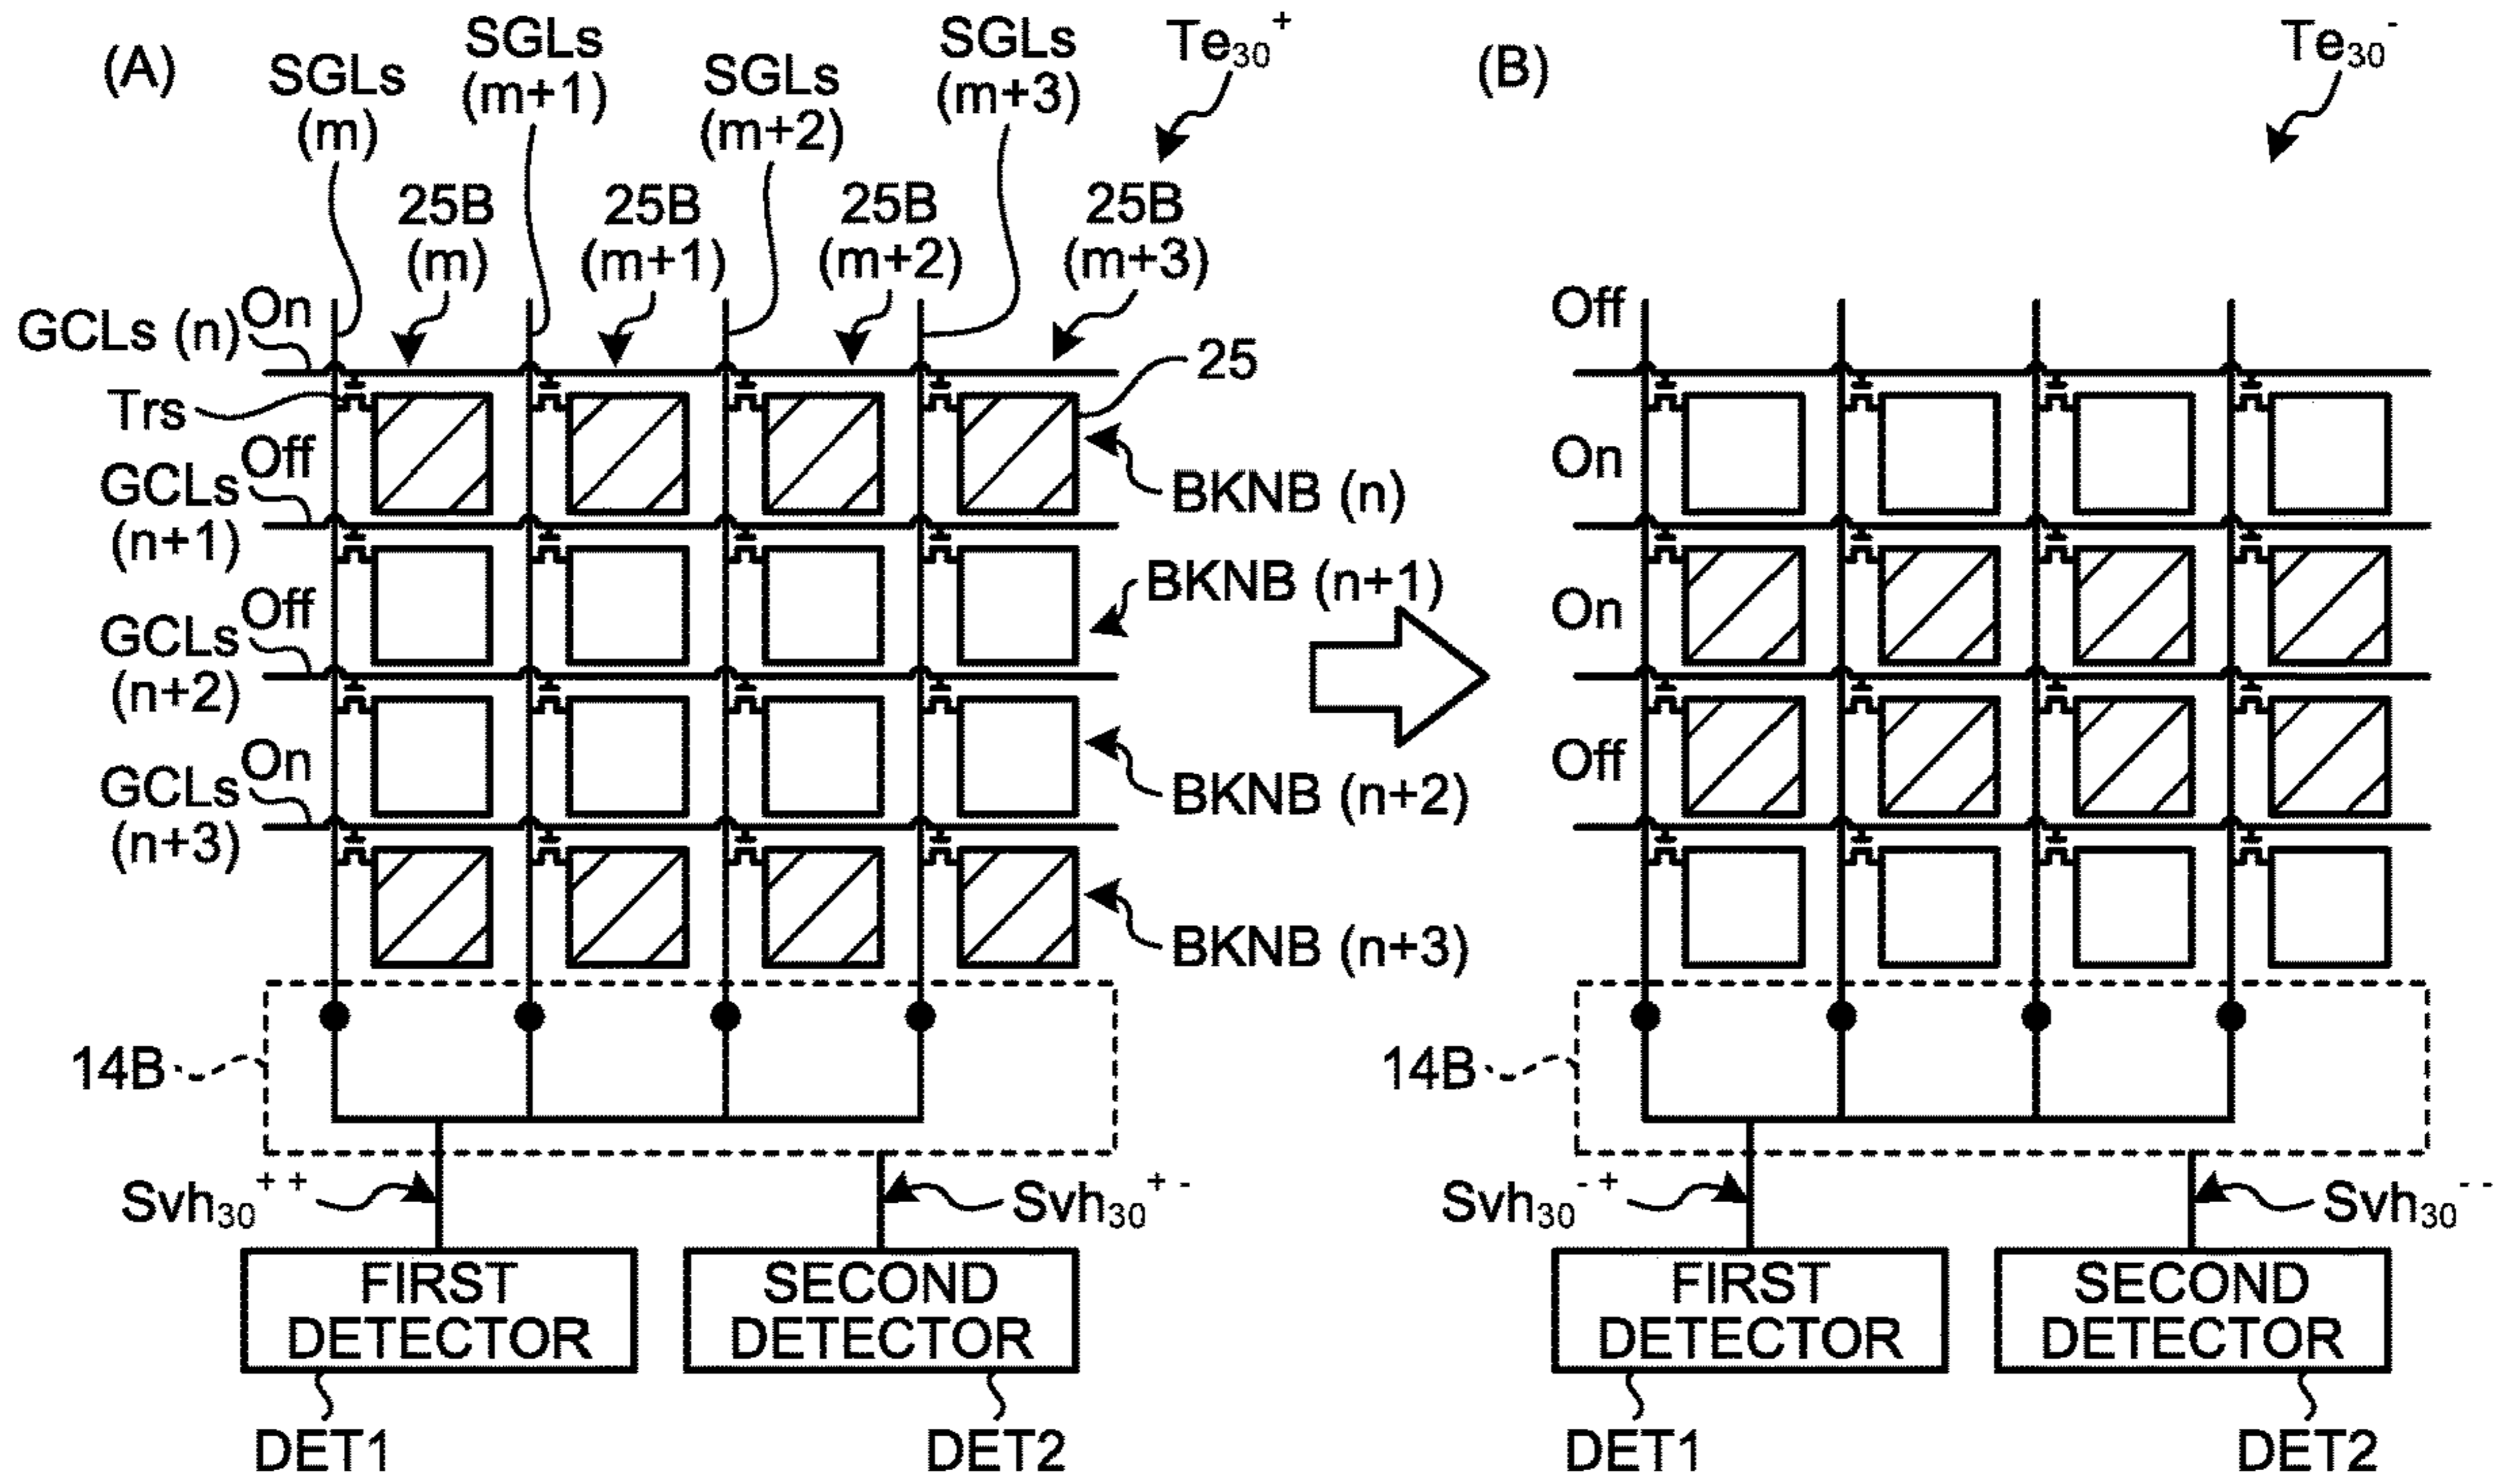 (A)
SGLs
(m)
SGLs
(m+1)
SGLs
(m+2)
SGLs
(m+3)
Te30+
25B
(m)
25B
(m+1)
25B
(m+2)
25B
(m+3)
GCLs (n)
On
25
Trs
Off
GCLs
(n+1)
BKNB (n)
BKNB (n+1)
Off
GCLs
(n+2)
BKNB (n+2)
On
GCLs
(n+3)
BKNB (n+3)
14B
Svh30++
Svh30+-
FIRST
DETECTOR
SECOND
DETECTOR
DET1
DET2
(B)
Te30-
Off
On
On
Off
14B
Svh30-+
Svh30--
FIRST
DETECTOR
SECOND
DETECTOR
DET1
DET2